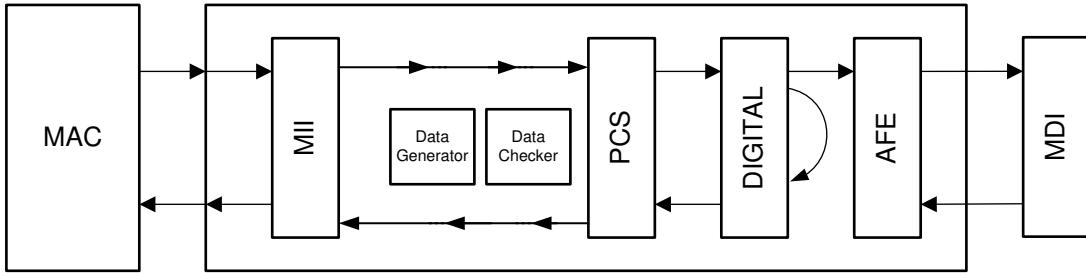 MAC
MII
Data
Generator
Data
Checker
PCS
DIGITAL
AFE
MDI